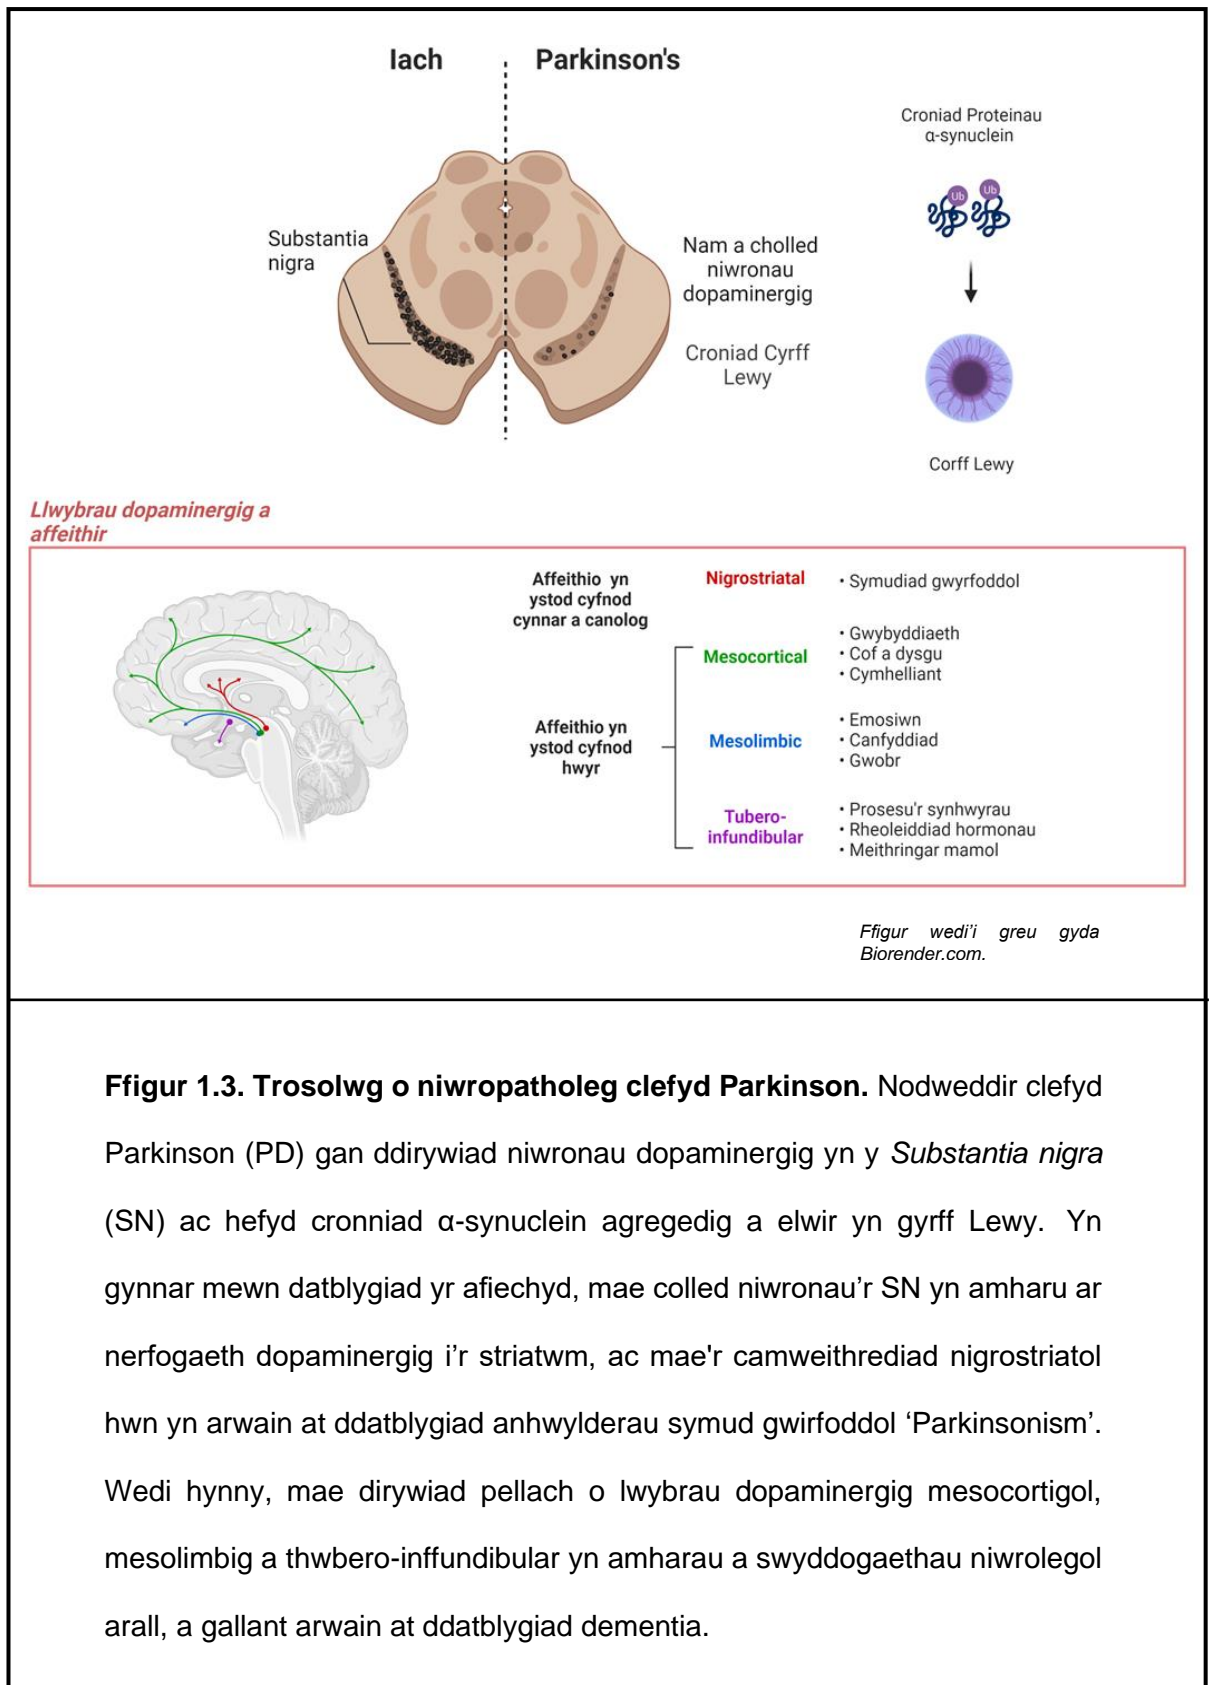 Iach
Parkinson's
Croniad Proteinau
α-synuclein
Ub
Ub
Substantia
nigra
Nam a cholled
niwronau
dopaminergig
Croniad Cyrff
Lewy
Corff Lewy
Llwybrau dopaminergig a
affeithir
Affeithio yn
ystod cyfnod
cynnar a canolog
Nigrostriatal
• Symudiad gwyrfoddol
Mesocortical
• Gwybyddiaeth
• Cof a dysgu
• Cymhelliant
Affeithio yn
ystod cyfnod
hwyr
Mesolimbic
• Emosiwn
• Canfyddiad
• Gwobr
Tubero-
infundibular
• Prosesu'r synhwyrau
• Rheoleiddiad hormonau
• Meithringar mamol
Ffigur wedi’i greu gyda
Biorender.com.
Ffigur 1.3. Trosolwg o niwropatholeg clefyd Parkinson. Nodweddir clefyd
Parkinson (PD) gan ddirywiad niwronau dopaminergig yn y Substantia nigra
(SN) ac hefyd cronniad α-synuclein agregedig a elwir yn gyrff Lewy. Yn
gynnar mewn datblygiad yr afiechyd, mae colled niwronau’r SN yn amharu ar
nerfogaeth dopaminergig i’r striatwm, ac mae'r camweithrediad nigrostriatol
hwn yn arwain at ddatblygiad anhwylderau symud gwirfoddol ‘Parkinsonism’.
Wedi hynny, mae dirywiad pellach o lwybrau dopaminergig mesocortigol,
mesolimbig a thwbero-inffundibular yn amharau a swyddogaethau niwrolegol
arall, a gallant arwain at ddatblygiad dementia.